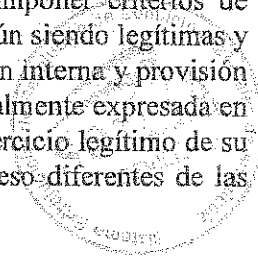 imponer criterios de
ún siendo legítimas y
n interna y provisión
almente expresada en
ercicio legítimo de su
eso diferentes de las